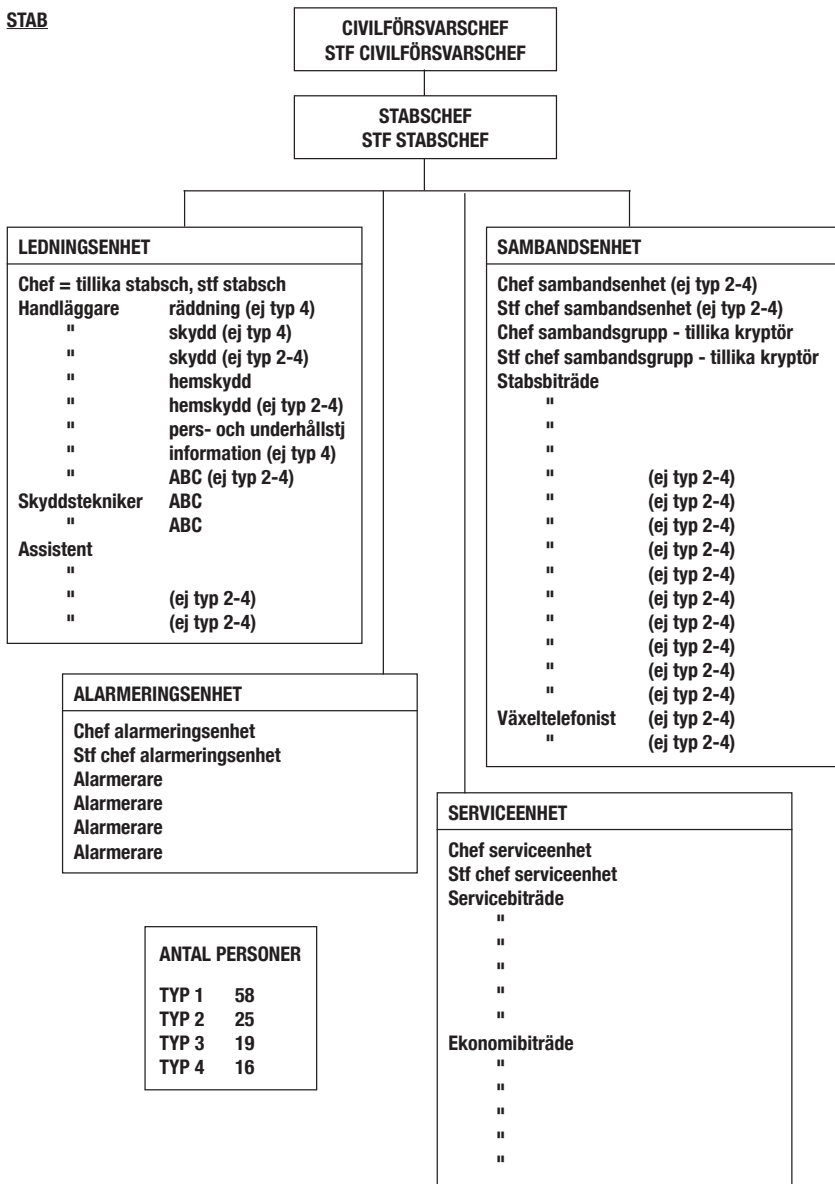 STAB
CIVILFÖRSVARSCHEF
STF CIVILFÖRSVARSCHEF
STABSCHEF
STF STABSCHEF
LEDNINGSENHET
Chef = tillika stabsch, stf stabsch
Handläggare räddning (ej typ 4)
" skydd (ej typ 4)
" skydd (ej typ 2-4)
" hemskydd
" hemskydd (ej typ 2-4)
" pers- och underhållstj
" information (ej typ 4)
" ABC (ej typ 2-4)
Skyddstekniker ABC
" ABC
Assistent
"
" (ej typ 2-4)
" (ej typ 2-4)
SAMBANDSENHET
Chef sambandsenhet (ej typ 2-4)
Stf chef sambandsenhet (ej typ 2-4)
Chef sambandsgrupp - tillika kryptör
Stf chef sambandsgrupp - tillika kryptör
Stabsbiträde
"
"
"
" (ej typ 2-4)
" (ej typ 2-4)
" (ej typ 2-4)
" (ej typ 2-4)
" (ej typ 2-4)
" (ej typ 2-4)
" (ej typ 2-4)
" (ej typ 2-4)
" (ej typ 2-4)
" (ej typ 2-4)
Växeltelefonist (ej typ 2-4)
" (ej typ 2-4)
ALARMERINGSENHET
Chef alarmeringsenhet
Stf chef alarmeringsenhet
Alarmerare
Alarmerare
Alarmerare
Alarmerare
SERVICEENHET
Chef serviceenhet
Stf chef serviceenhet
Servicebiträde
"
"
"
"
"
Ekonomibiträde
"
"
"
"
"
ANTAL PERSONER
TYP 1 58
TYP 2 25
TYP 3 19
TYP 4 16